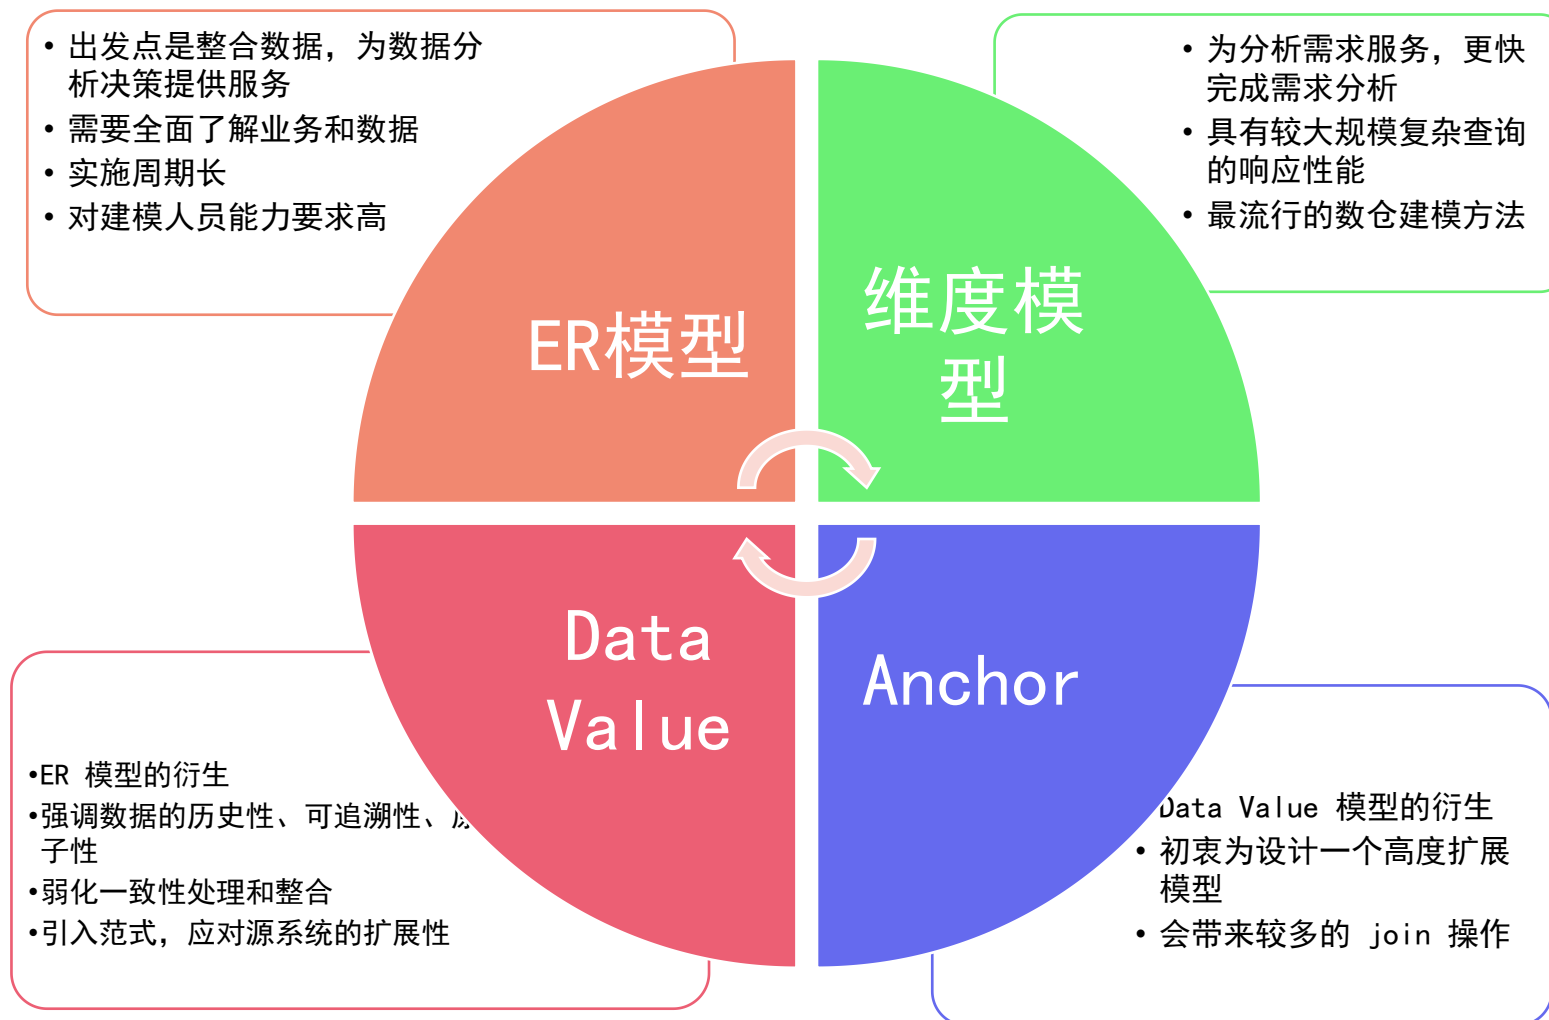 • 出发点是整合数据，为数据分
析决策提供服务
• 需要全面了解业务和数据
• 实施周期长
• 对建模人员能力要求高
• 为分析需求服务，更快
完成需求分析
• 具有较大规模复杂查询
的响应性能
• 最流行的数仓建模方法
ER模型
维度模
型
Data
Value
Anchor
•ER 模型的衍生
•强调数据的历史性、可追溯性、
子性
•弱化一致性处理和整合
•引入范式，应对源系统的扩展性
Data Value 模型的衍生
• 初衷为设计一个高度扩展
模型
• 会带来较多的 join 操作